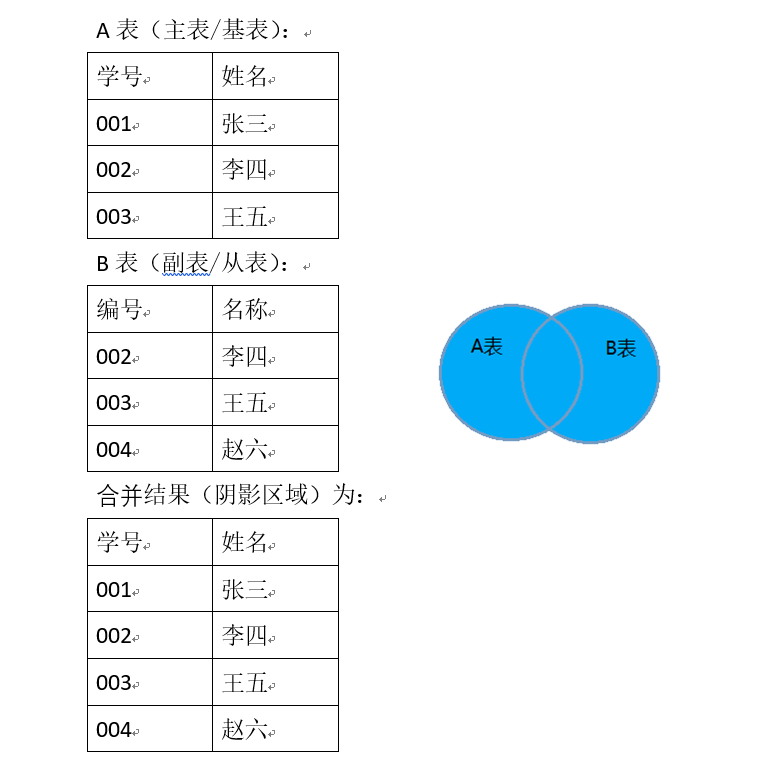 A 表（主表/基表）：
学号 姓名
001 张三
002 李四
003 王五
B 表（副表/从表）：
编号 名称
002 李四
003 王五
004 赵六
A表 B表
合并结果（阴影区域）为：
学号 姓名
001 张三
002 李四
003 王五
004 赵六